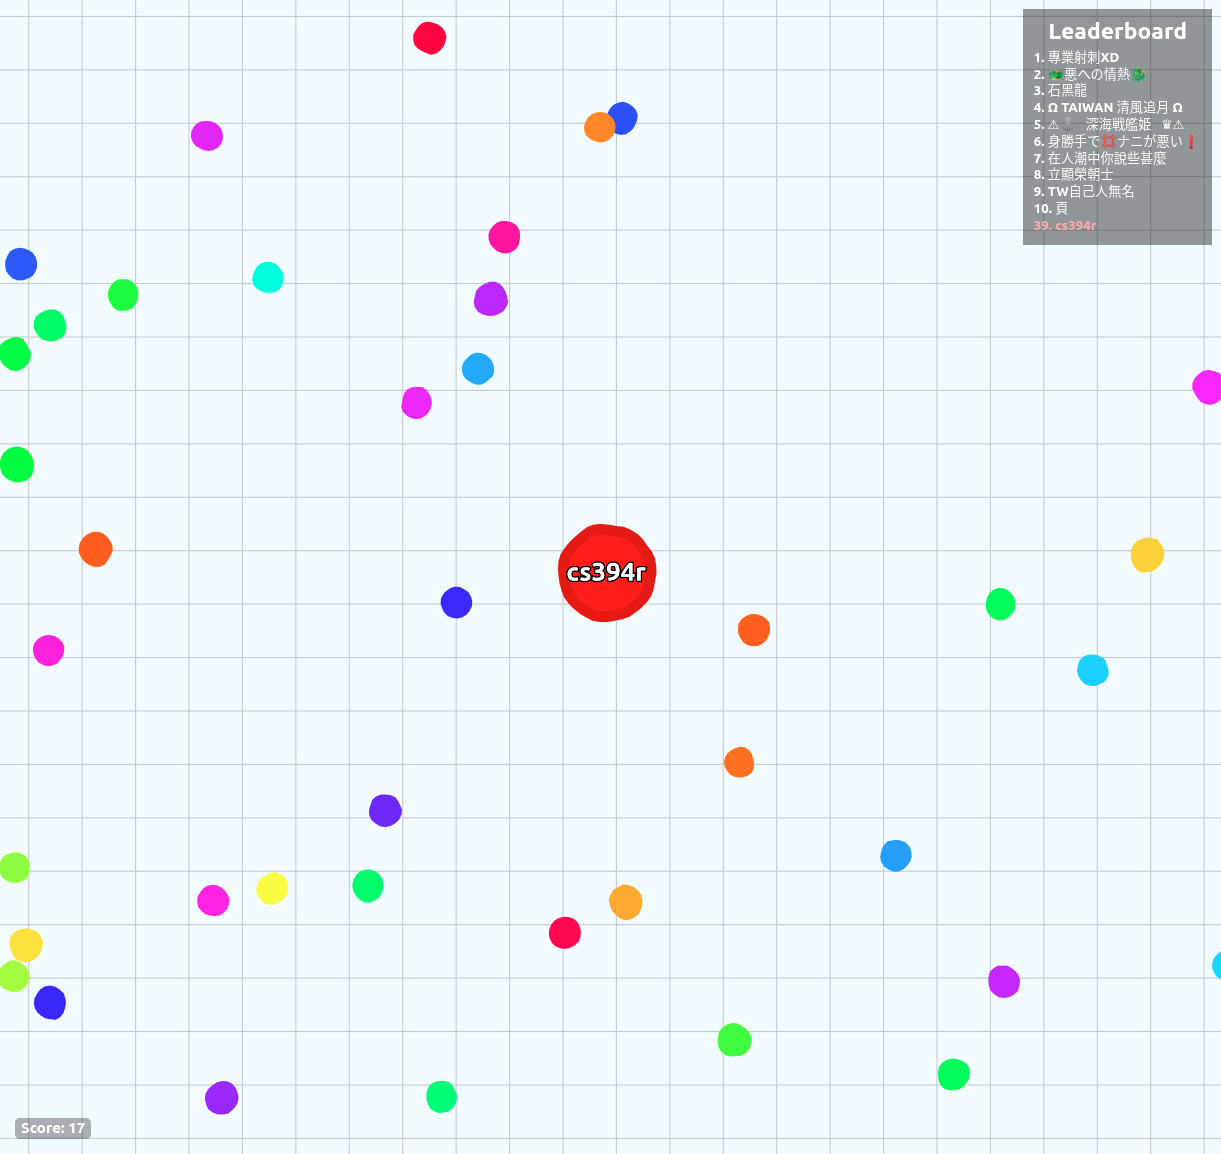 Leaderboard
1. 專業射刺XD
2. 🐲悪への情熱🐉
3. 石黑龍
4. Ω TAIWAN 清風追月 Ω
5. ⚠⚓ 深海戦艦姫 ♛⚠
6. 身勝手で💢ナニが悪い❗
7. 在人潮中你說些甚麼
8. 立顯榮朝士
9. TW自己人無名
10. 頁
39. cs394r
cs394r
Score: 17